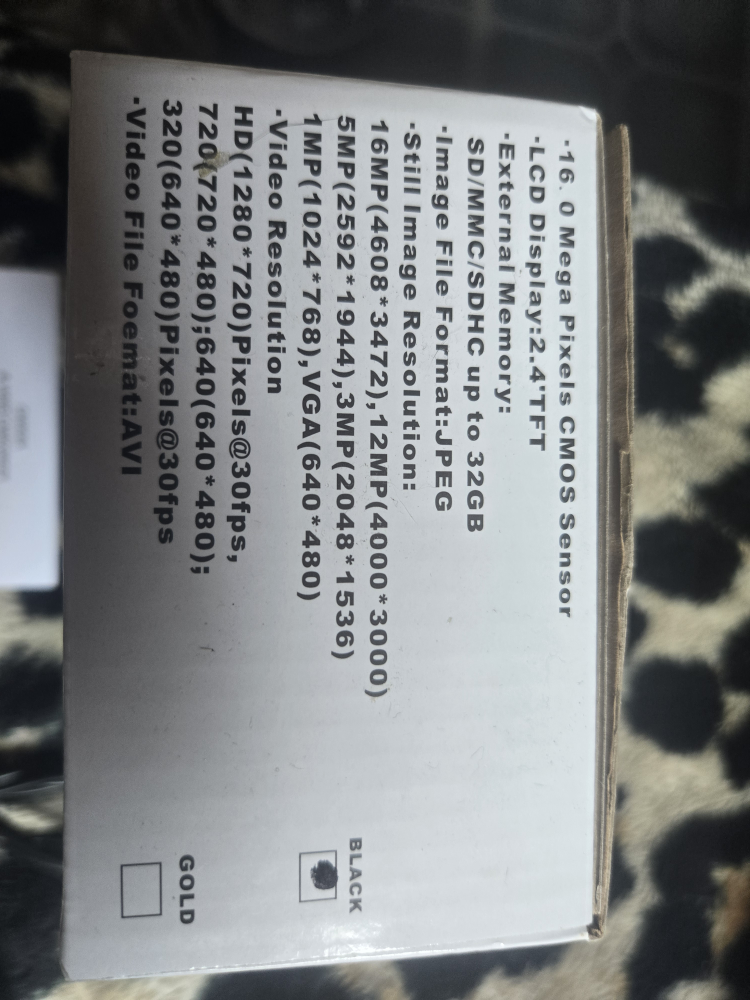 ·16.0 Mega Pixels CMOS Sensor
·LCD Display:2.4'TFT
·External Memory:
SD/MMC/SDHC up to 32GB
·Image File Format:JPEG
·Still Image Resolution:
16MP(4608*3472),12MP(4000*3000)
5MP(2592*1944),3MP(2048*1536)
1MP(1024*768),VGA(640*480)
·Video Resolution
HD(1280*720)Pixels@30fps,
720(720*480);640(640*480);
320(640*480)Pixels@30fps
·Video File Foemat:AVI
BLACK
GOLD